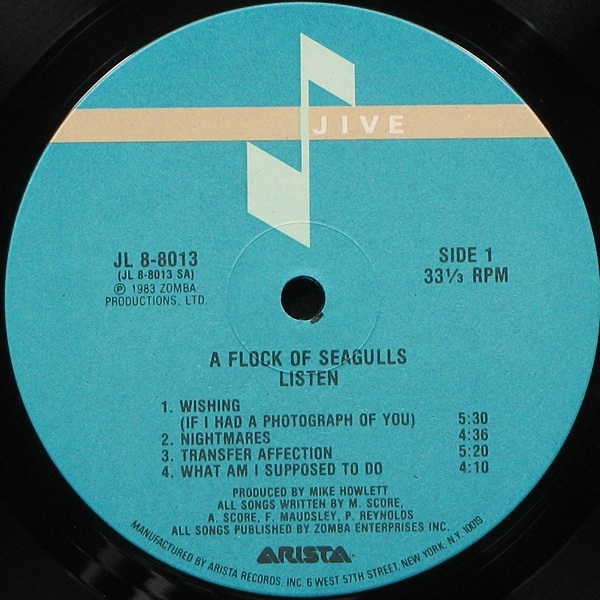 JIVE
JL 8-8013
(JL 8-8013 SA)
℗ 1983 ZOMBA
PRODUCTIONS, LTD.
SIDE 1
33⅓ RPM
A FLOCK OF SEAGULLS
LISTEN
1. WISHING
(IF I HAD A PHOTOGRAPH OF YOU) 5:30
2. NIGHTMARES 4:36
3. TRANSFER AFFECTION 5:20
4. WHAT AM I SUPPOSED TO DO 4:10
PRODUCED BY MIKE HOWLETT
ALL SONGS WRITTEN BY M. SCORE,
A. SCORE, F. MAUDSLEY, P. REYNOLDS
ALL SONGS PUBLISHED BY ZOMBA ENTERPRISES INC.
ARISTA
MANUFACTURED BY ARISTA RECORDS, INC. 6 WEST 57TH STREET, NEW YORK, N.Y. 10019